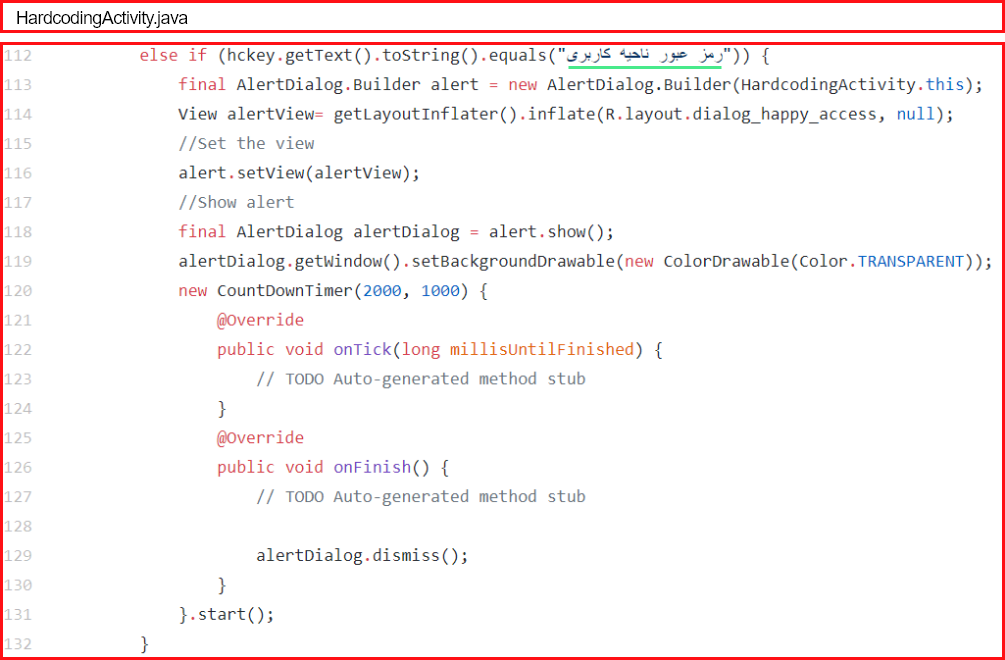 HardcodingActivity.java
112 else if (hckey.getText().toString().equals("رمز عبور ناحیه کاربری")) {
113 final AlertDialog.Builder alert = new AlertDialog.Builder(HardcodingActivity.this);
114 View alertView= getLayoutInflater().inflate(R.layout.dialog_happy_access, null);
115 //Set the view
116 alert.setView(alertView);
117 //Show alert
118 final AlertDialog alertDialog = alert.show();
119 alertDialog.getWindow().setBackgroundDrawable(new ColorDrawable(Color.TRANSPARENT));
120 new CountDownTimer(2000, 1000) {
121 @Override
122 public void onTick(long millisUntilFinished) {
123 // TODO Auto-generated method stub
124 }
125 @Override
126 public void onFinish() {
127 // TODO Auto-generated method stub
128
129 alertDialog.dismiss();
130 }
131 }.start();
132 }